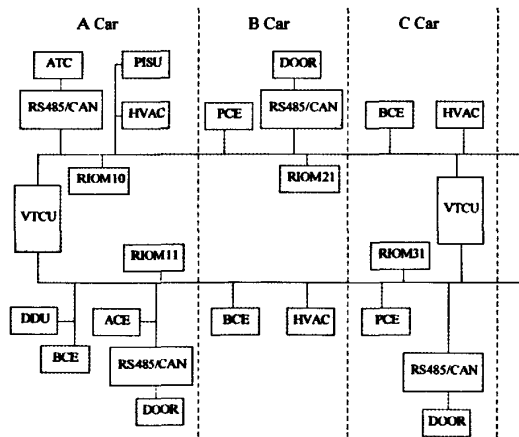 A Car
B Car
C Car
ATC
PISU
DOOR
RS485/CAN
HVAC
PCE
RS485/CAN
BCE
HVAC
RIOM10
RIOM21
VTCU
VTCU
RIOM11
RIOM31
DDU
ACE
BCE
HVAC
PCE
BCE
RS485/CAN
RS485/CAN
DOOR
DOOR